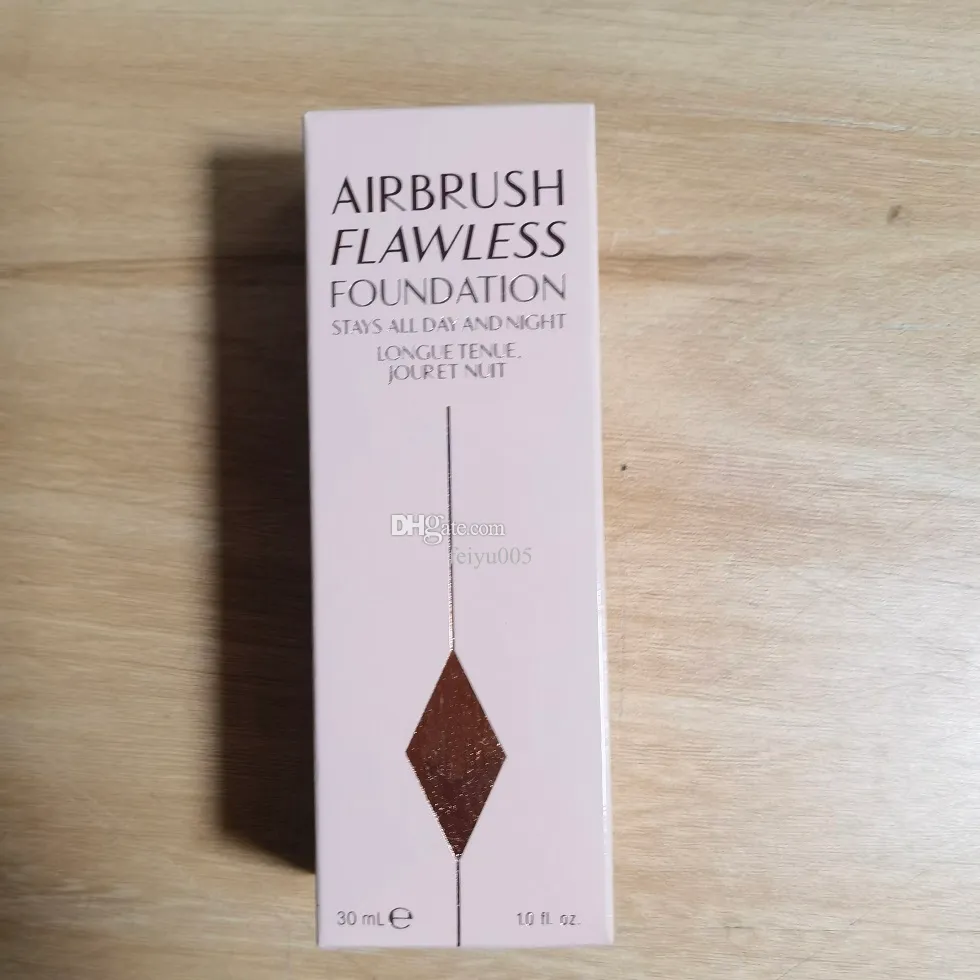 AIRBRUSH
FLAWLESS
FOUNDATION
STAYS ALL DAY AND NIGHT
LONGUE TENUE,
JOUR ET NUIT
DHgate.com
feiyu005
30 mL ℮
1.0 fl. oz.